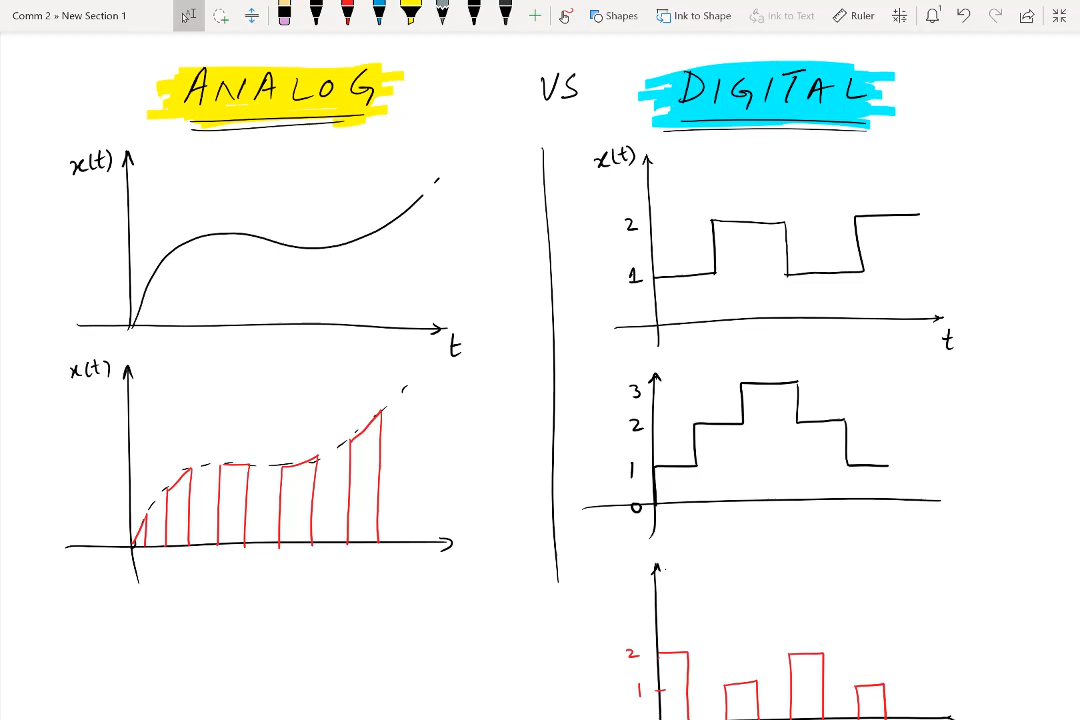 Comm 2 » New Section 1
Shapes
Ink to Shape
Ink to Text
Ruler
ANALOG
VS
DIGITAL
x(t)
t
x(t)
x(t)
2
1
t
3
2
1
0
2
1